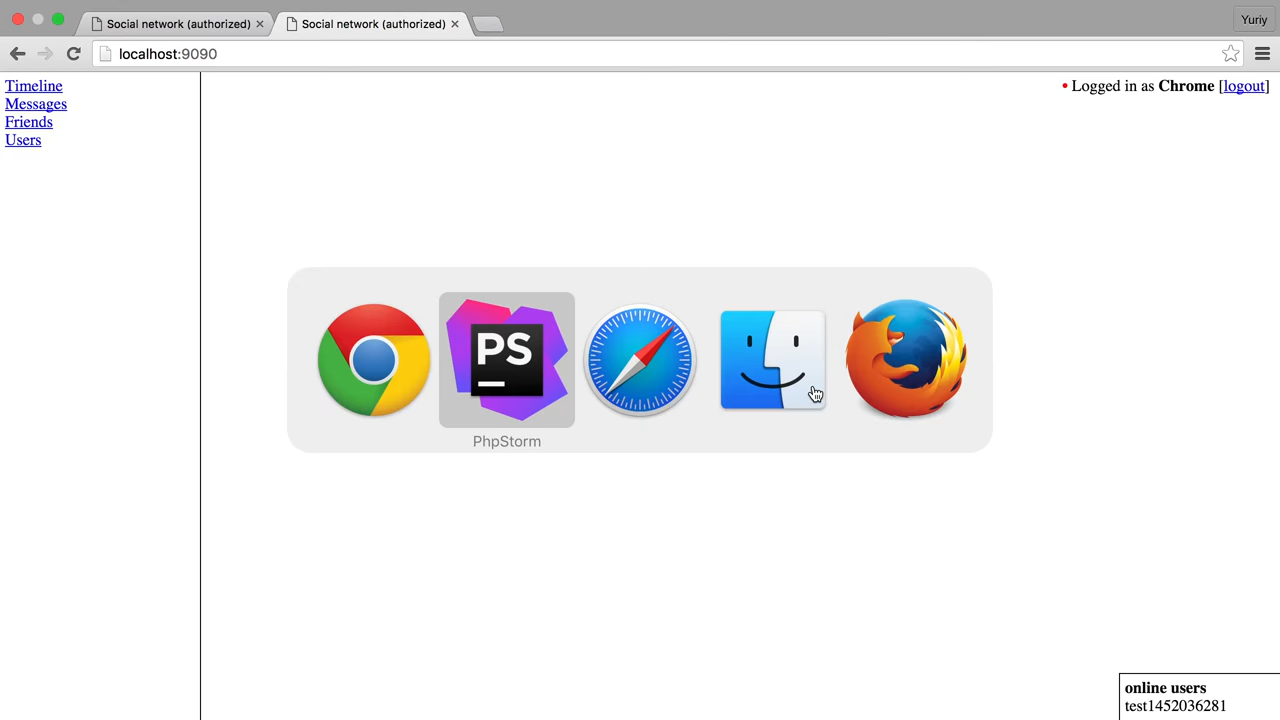 Social network (authorized)
Social network (authorized)
Yuriy
localhost:9090
Timeline
Messages
Friends
Users
• Logged in as Chrome [logout]
PS
PhpStorm
online users
test1452036281